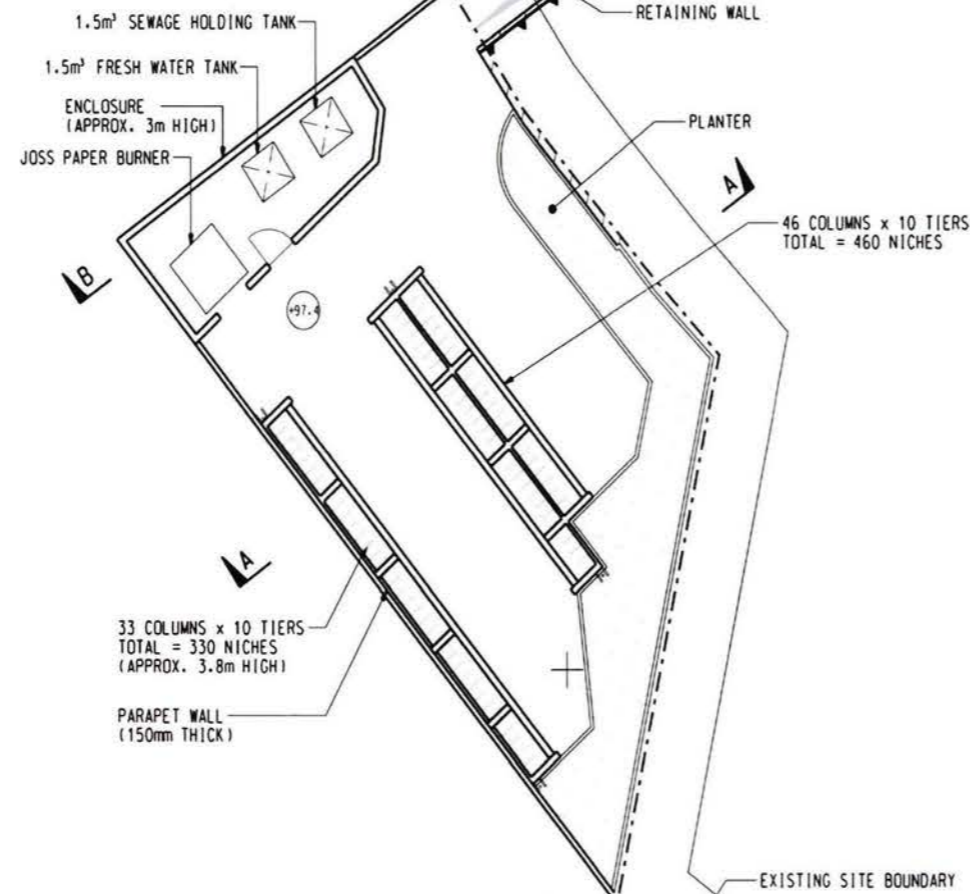 1.5m³ SEWAGE HOLDING TANK
1.5m³ FRESH WATER TANK
ENCLOSURE
(APPROX. 3m HIGH)
JOSS PAPER BURNER
RETAINING WALL
PLANTER
A
46 COLUMNS x 10 TIERS
TOTAL = 460 NICHES
B
+97.4
A
33 COLUMNS x 10 TIERS
TOTAL = 330 NICHES
(APPROX. 3.8m HIGH)
PARAPET WALL
(150mm THICK)
EXISTING SITE BOUNDARY